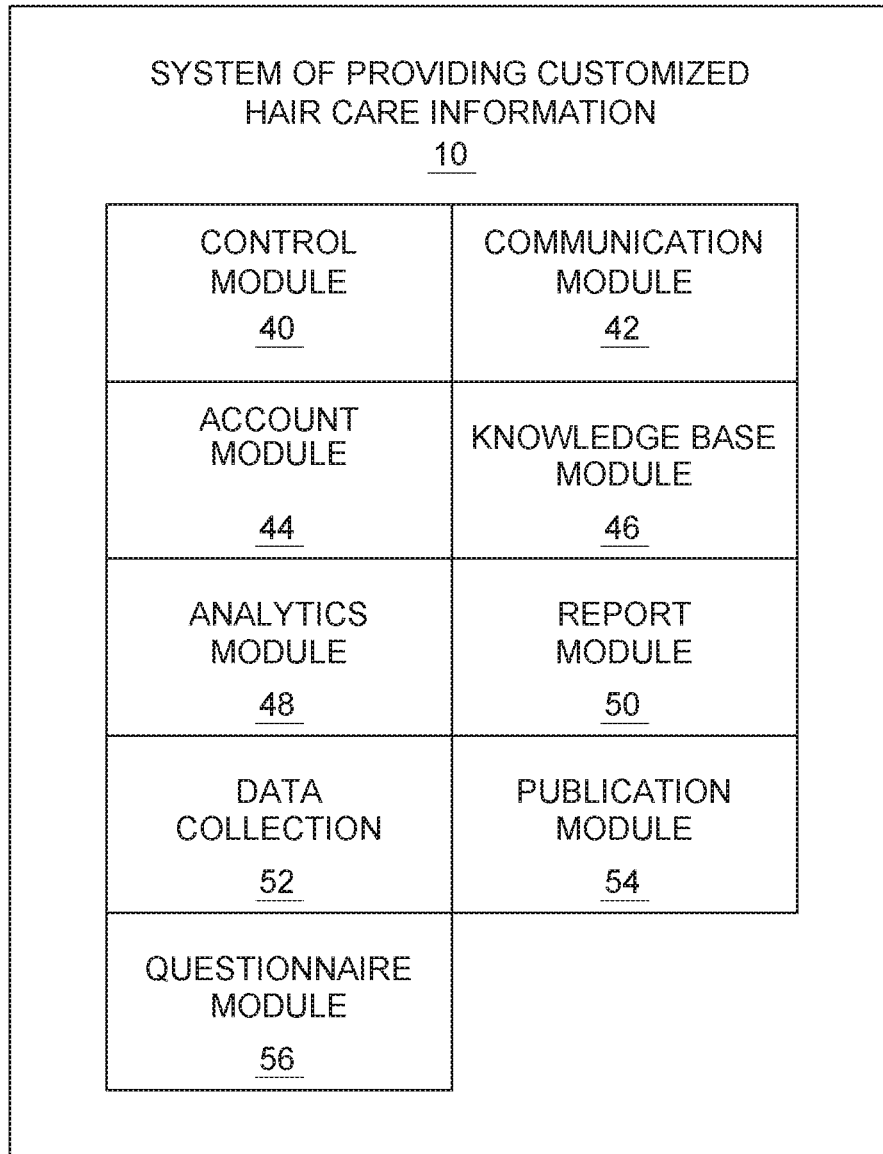 SYSTEM OF PROVIDING CUSTOMIZED
HAIR CARE INFORMATION
10
CONTROL
MODULE
40
COMMUNICATION
MODULE
42
ACCOUNT
MODULE
44
KNOWLEDGE BASE
MODULE
46
ANALYTICS
MODULE
48
REPORT
MODULE
50
DATA
COLLECTION
52
PUBLICATION
MODULE
54
QUESTIONNAIRE
MODULE
56